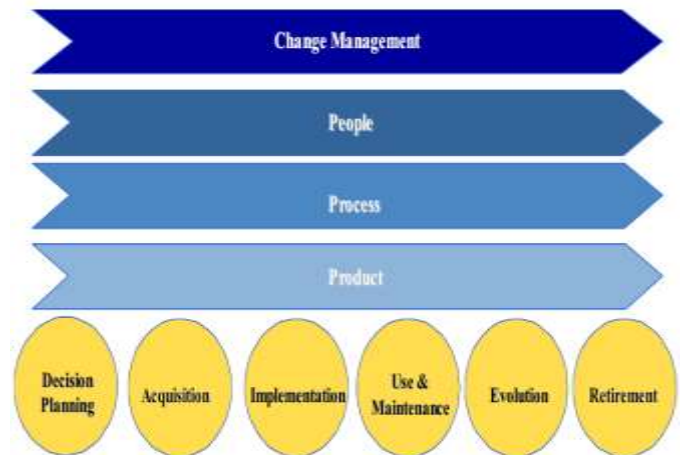 Change Management
People
Process
Product
Decision
Planning
Acquisition
Implementation
Use &
Maintenance
Evolution
Retirement